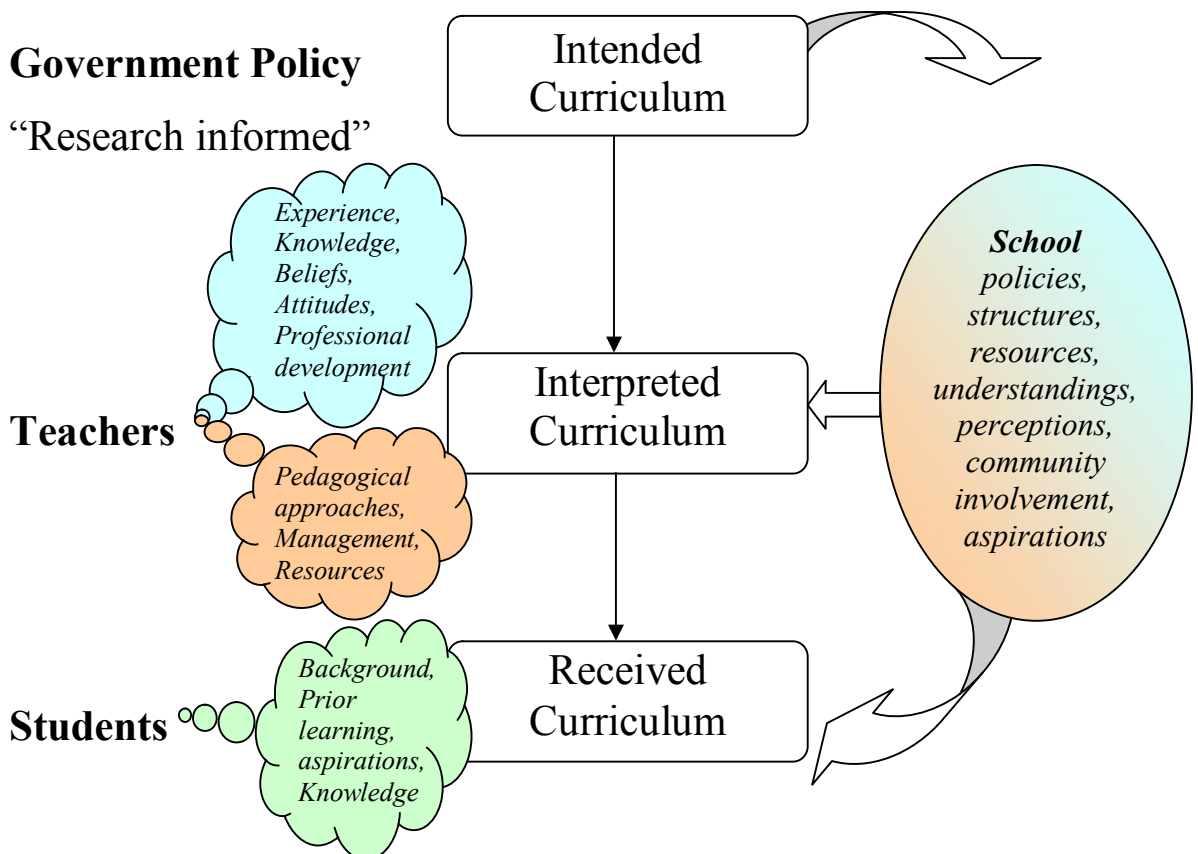 Government Policy
“Research informed”
Intended
Curriculum
Experience,
Knowledge,
Beliefs,
Attitudes,
Professional
development
Teachers
Interpreted
Curriculum
School
policies,
structures,
resources,
understandings,
perceptions,
community
involvement,
aspirations
Pedagogical
approaches,
Management,
Resources
Students
Background,
Prior
learning,
aspirations,
Knowledge
Received
Curriculum